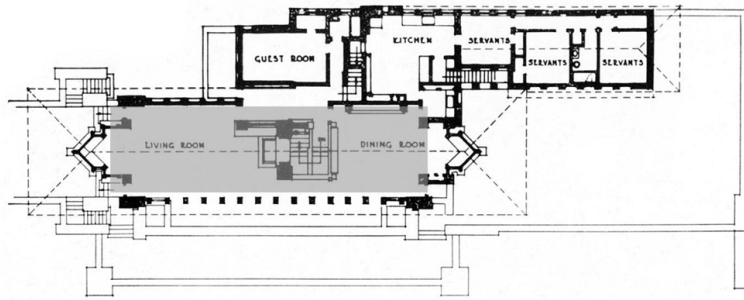 GUEST ROOM
KITCHEN
SERVANTS
SERVANTS
SERVANTS
LIVING ROOM
DINING ROOM